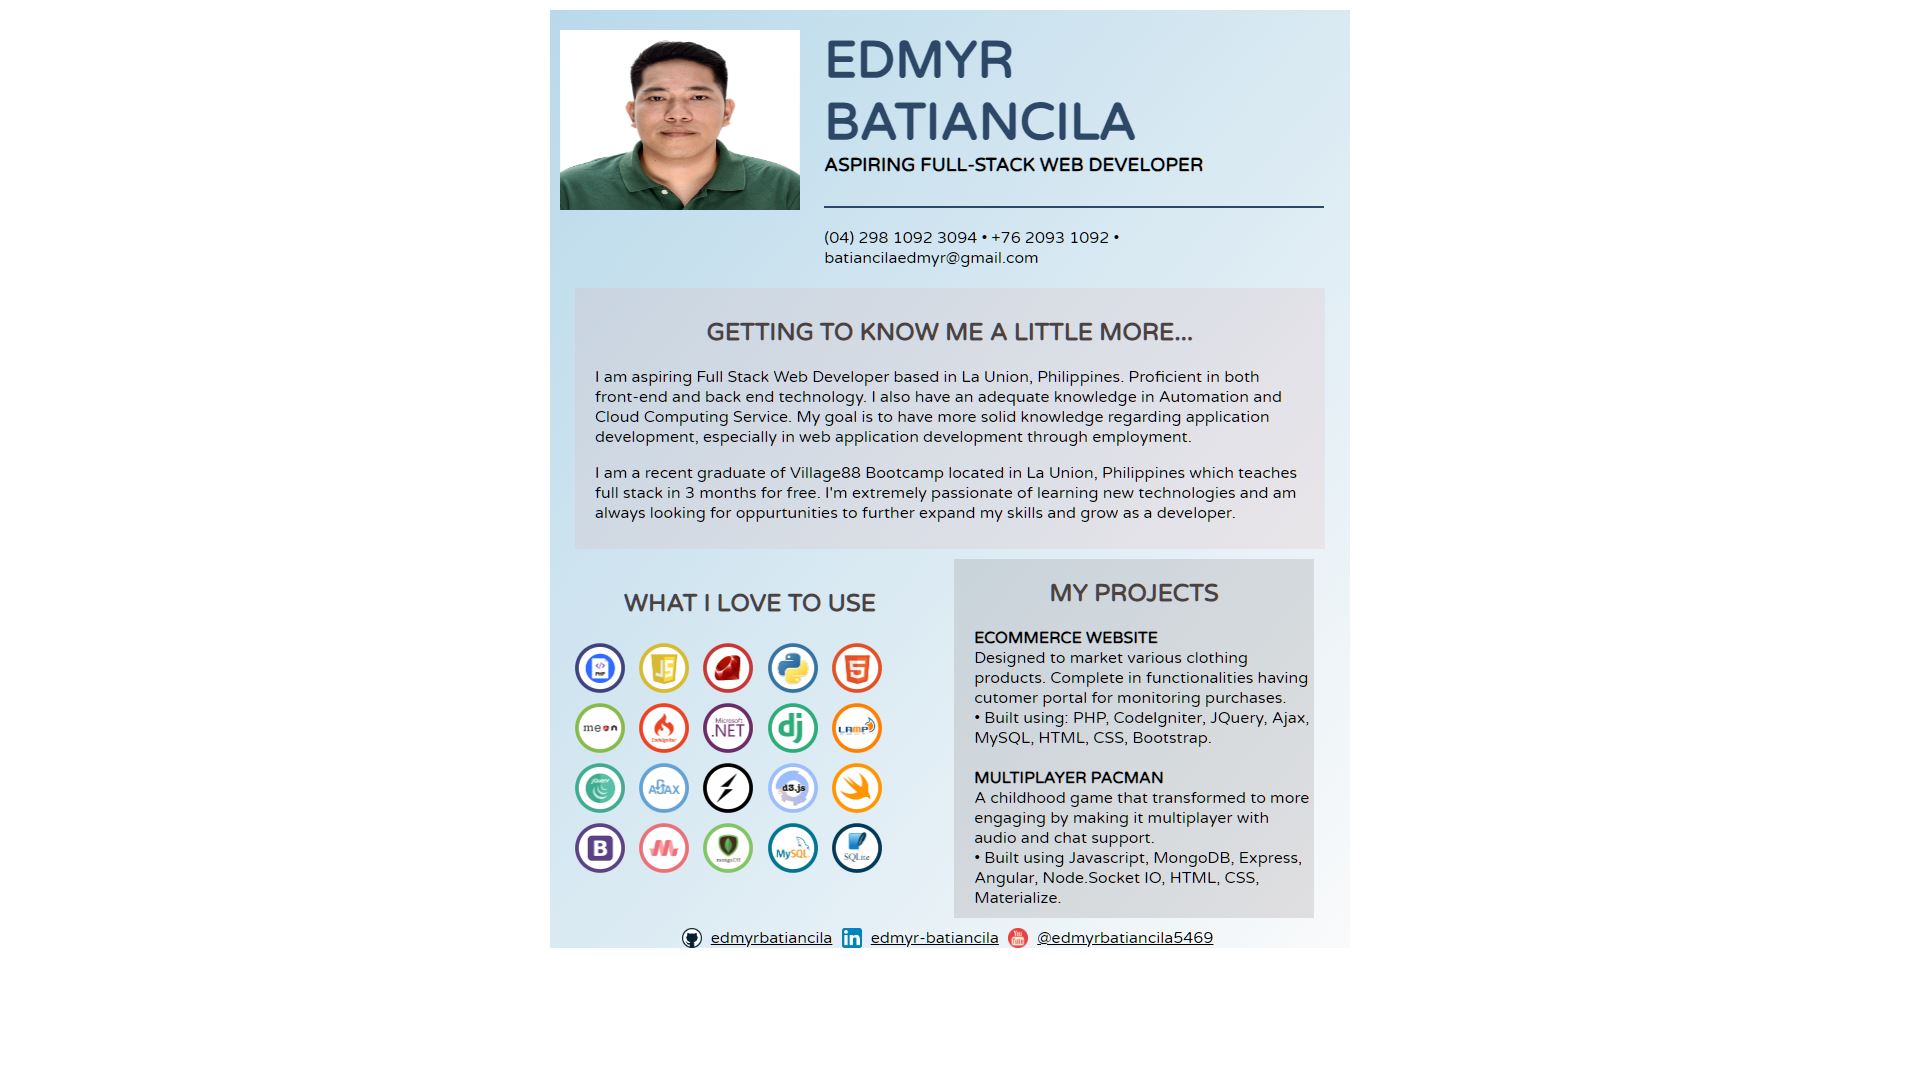 EDMYR
BATIANCILA
ASPIRING FULL-STACK WEB DEVELOPER
(04) 298 1092 3094 • +76 2093 1092 •
batiancilaedmyr@gmail.com
GETTING TO KNOW ME A LITTLE MORE...
I am aspiring Full Stack Web Developer based in La Union, Philippines. Proficient in both
front-end and back end technology. I also have an adequate knowledge in Automation and
Cloud Computing Service. My goal is to have more solid knowledge regarding application
development, especially in web application development through employment.
I am a recent graduate of Village88 Bootcamp located in La Union, Philippines which teaches
full stack in 3 months for free. I'm extremely passionate of learning new technologies and am
always looking for oppurtunities to further expand my skills and grow as a developer.
WHAT I LOVE TO USE
PHP JS 5
mean CodeIgniter Microsoft .NET dj LAMP
jQuery AJAX d3.js
B mongoDB MySQL SQLite
MY PROJECTS
ECOMMERCE WEBSITE
Designed to market various clothing
products. Complete in functionalities having
cutomer portal for monitoring purchases.
• Built using: PHP, CodeIgniter, JQuery, Ajax,
MySQL, HTML, CSS, Bootstrap.
MULTIPLAYER PACMAN
A childhood game that transformed to more
engaging by making it multiplayer with
audio and chat support.
• Built using Javascript, MongoDB, Express,
Angular, Node.Socket IO, HTML, CSS,
Materialize.
edmyrbatiancila in edmyr-batiancila You Tube @edmyrbatiancila5469